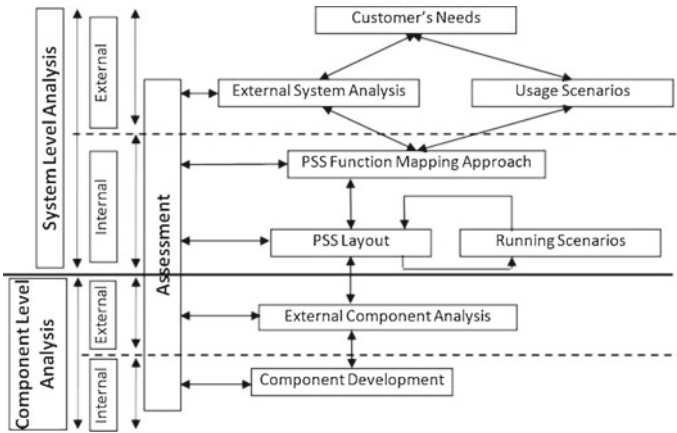 Customer's Needs
External System Analysis
Usage Scenarios
PSS Function Mapping Approach
PSS Layout
Running Scenarios
External Component Analysis
Component Development
Assessment
System Level Analysis
External
Internal
Component Level
Analysis
External
Internal